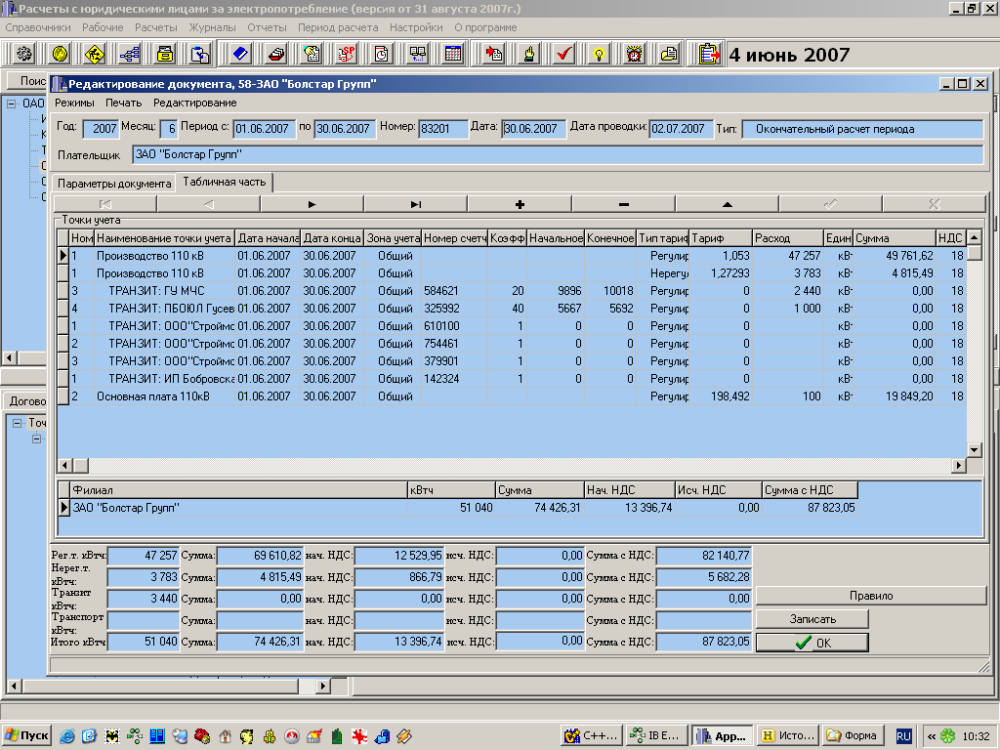 Расчеты с юридическими лицами за электропотребление (версия от 31 августа 2007г.)
Справочники Рабочие Расчеты Журналы Отчеты Период расчета Настройки О программе
4 июнь 2007
Поис
Редактирование документа, 58-ЗАО "Болстар Групп"
Режимы Печать Редактирование
ОАО
Год: 2007 Месяц: 6 Период с: 01.06.2007 по 30.06.2007 Номер: 83201 Дата: 30.06.2007 Дата проводки: 02.07.2007 Тип: Окончательный расчет периода
Плательщик ЗАО "Болстар Групп"
Параметры документа Табличная часть
Точки учета
Ном Наименование точки учета Дата начала Дата конца Зона учета Номер счетч Коэфф Начальное Конечное Тип тариф Тариф Расход Един Сумма НДС
1 Производство 110 кВ 01.06.2007 30.06.2007 Общий Регулир 1,053 47 257 кВ· 49 761,62 18
1 Производство 110 кВ 01.06.2007 30.06.2007 Общий Нерегу 1,27293 3 783 кВ· 4 815,49 18
3 ТРАНЗИТ: ГУ МЧС 01.06.2007 30.06.2007 Общий 584621 20 9896 10018 Регулир 0 2 440 кВ· 0,00 18
4 ТРАНЗИТ: ПБОЮЛ Гусев 01.06.2007 30.06.2007 Общий 325992 40 5667 5692 Регулир 0 1 000 кВ· 0,00 18
1 ТРАНЗИТ: ООО"Строймо 01.06.2007 30.06.2007 Общий 610100 1 0 0 Регулир 0 кВ· 0,00 18
2 ТРАНЗИТ: ООО"Строймо 01.06.2007 30.06.2007 Общий 754461 1 0 0 Регулир 0 кВ· 0,00 18
3 ТРАНЗИТ: ООО"Строймо 01.06.2007 30.06.2007 Общий 379901 1 0 0 Регулир 0 кВ· 0,00 18
1 ТРАНЗИТ: ИП Бобровска 01.06.2007 30.06.2007 Общий 142324 1 0 0 Регулир 0 кВ· 0,00 18
2 Основная плата 110кВ 01.06.2007 30.06.2007 Общий Регулир 198,492 100 кВ· 19 849,20 18
Догово
Точ
Филиал кВтч Сумма Нач. НДС Исч. НДС Сумма с НДС
ЗАО "Болстар Групп" 51 040 74 426,31 13 396,74 0,00 87 823,05
Рег.т. кВтч: 47 257 Сумма: 69 610,82 нач. НДС: 12 529,95 исч. НДС: 0,00 Сумма с НДС: 82 140,77
Нерег.т. кВтч: 3 783 Сумма: 4 815,49 нач. НДС: 866,79 исч. НДС: 0,00 Сумма с НДС: 5 682,28
Транзит кВтч: 3 440 Сумма: 0,00 нач. НДС: 0,00 исч. НДС: 0,00 Сумма с НДС: 0,00
Правило
Транспорт кВтч: Сумма: нач. НДС: исч. НДС: Сумма с НДС:
Записать
Итого кВтч 51 040 Сумма: 74 426,31 нач. НДС: 13 396,74 исч. НДС: 0,00 Сумма с НДС: 87 823,05
OK
Пуск C++... IB E... App... Исто... Форма RU « 10:32